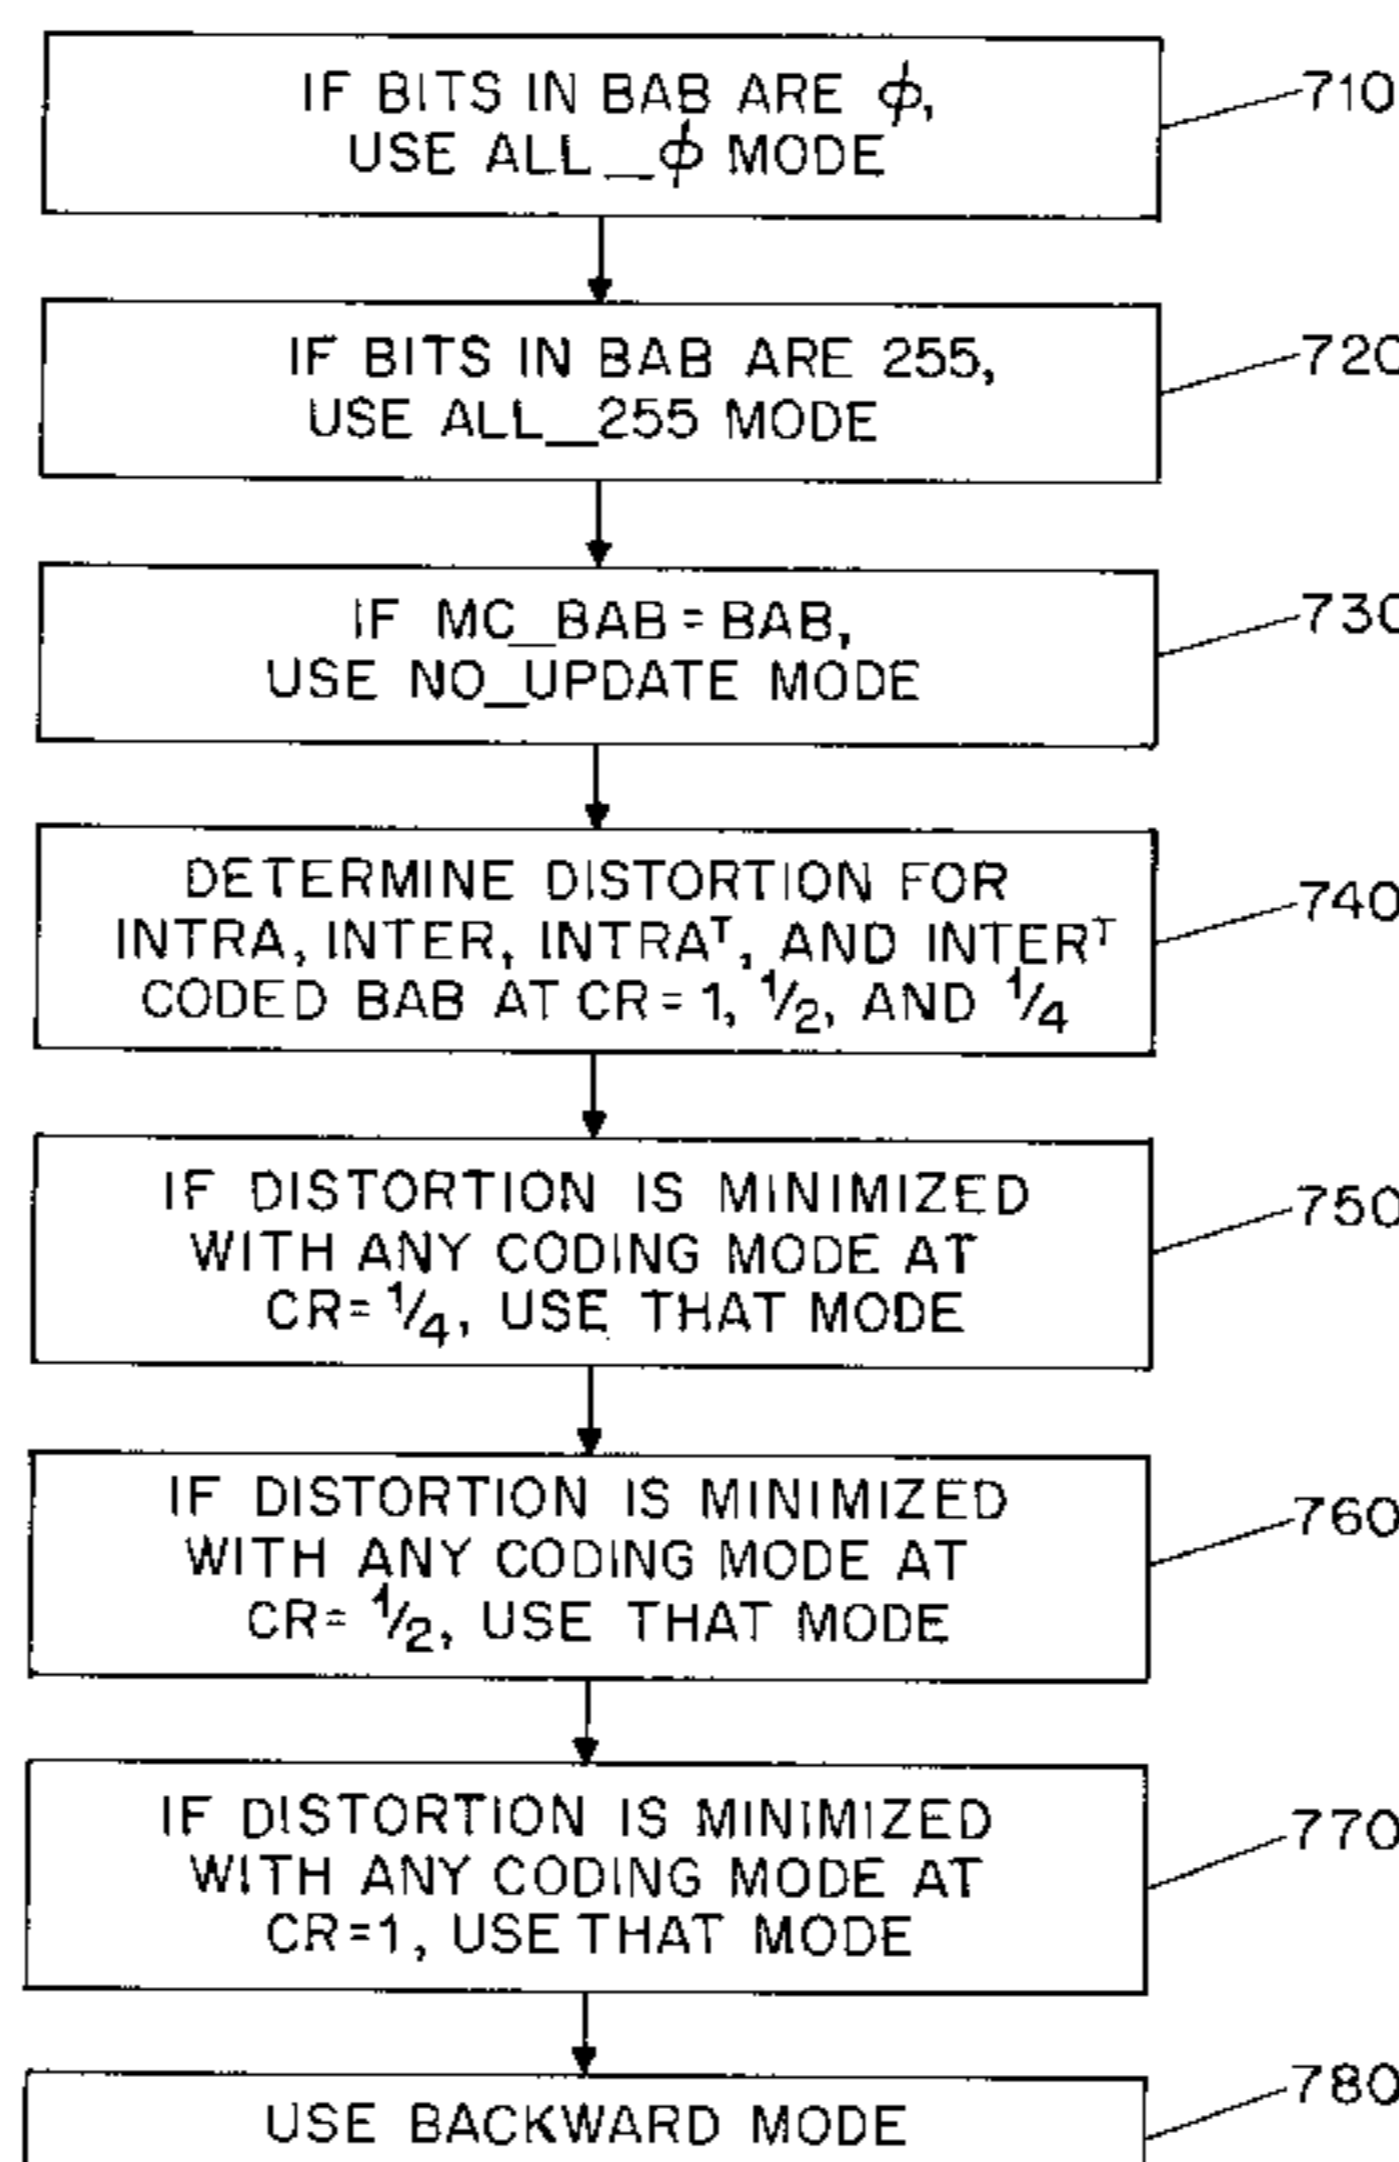 IF BITS IN BAB ARE ϕ,
USE ALL_ϕ MODE
710
IF BITS IN BAB ARE 255,
USE ALL_255 MODE
720
IF MC_BAB = BAB,
USE NO_UPDATE MODE
730
DETERMINE DISTORTION FOR
INTRA, INTER, INTRAᵀ, AND INTERᵀ
CODED BAB AT CR = 1, 1/2, AND 1/4
740
IF DISTORTION IS MINIMIZED
WITH ANY CODING MODE AT
CR = 1/4, USE THAT MODE
750
IF DISTORTION IS MINIMIZED
WITH ANY CODING MODE AT
CR = 1/2, USE THAT MODE
760
IF DISTORTION IS MINIMIZED
WITH ANY CODING MODE AT
CR=1, USE THAT MODE
770
USE BACKWARD MODE
780